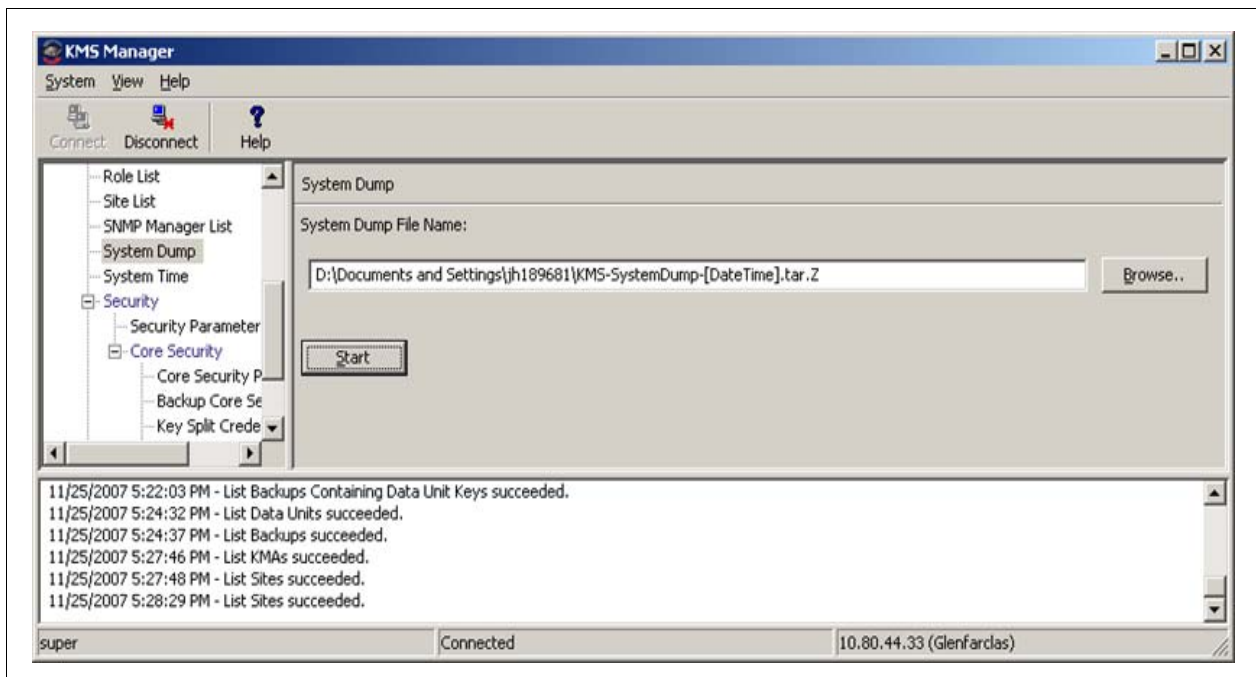 KMS Manager
System View Help
Connect Disconnect Help
Role List
Site List
SNMP Manager List
System Dump
System Time
Security
Security Parameter
Core Security
Core Security P
Backup Core Se
Key Split Crede
System Dump
System Dump File Name:
D:\Documents and Settings\jh189681\KMS-SystemDump-[DateTime].tar.Z
Browse..
Start
11/25/2007 5:22:03 PM - List Backups Containing Data Unit Keys succeeded.
11/25/2007 5:24:32 PM - List Data Units succeeded.
11/25/2007 5:24:37 PM - List Backups succeeded.
11/25/2007 5:27:46 PM - List KMAs succeeded.
11/25/2007 5:27:48 PM - List Sites succeeded.
11/25/2007 5:28:29 PM - List Sites succeeded.
super Connected 10.80.44.33 (Glenfarclas)